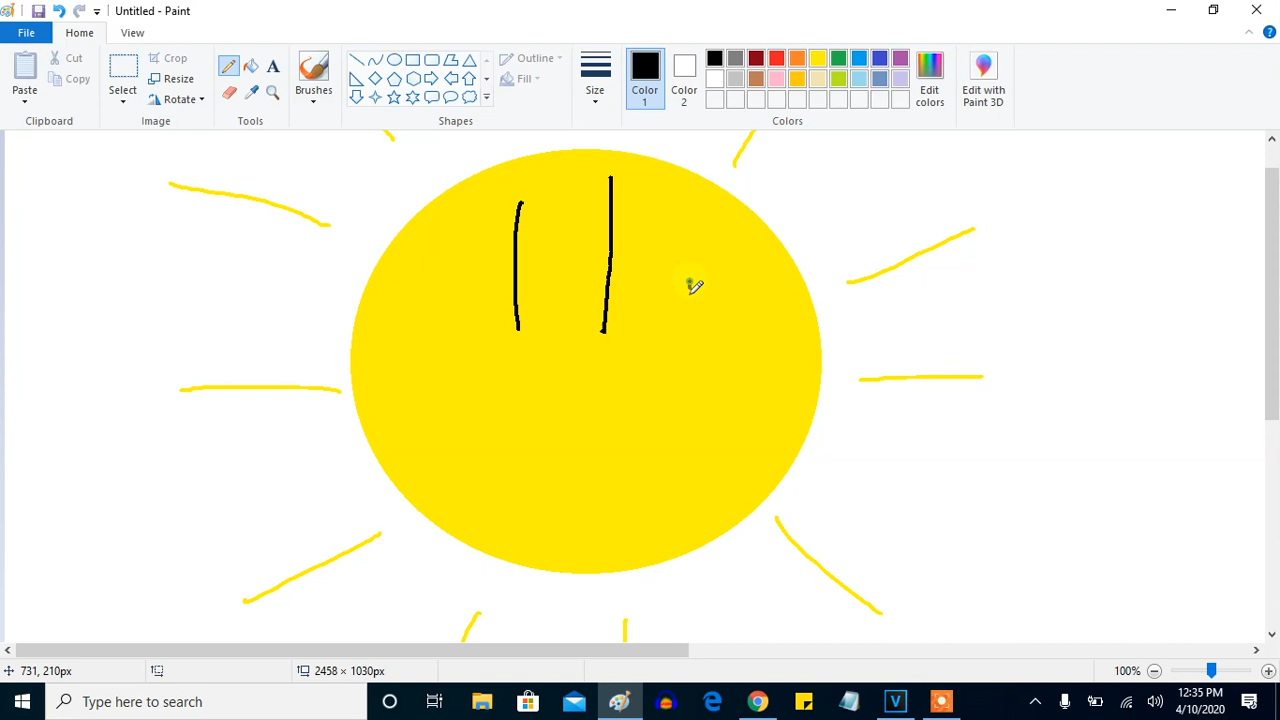 Untitled - Paint
File Home View
Paste
Cut
Copy
Clipboard
Select
Crop
Resize
Rotate
Image
A
Tools
Brushes
Outline
Fill
Shapes
Size
Color 1
Color 2
Edit colors
Colors
Edit with Paint 3D
731, 210px
2458 × 1030px
100%
Type here to search
12:35 PM
4/10/2020